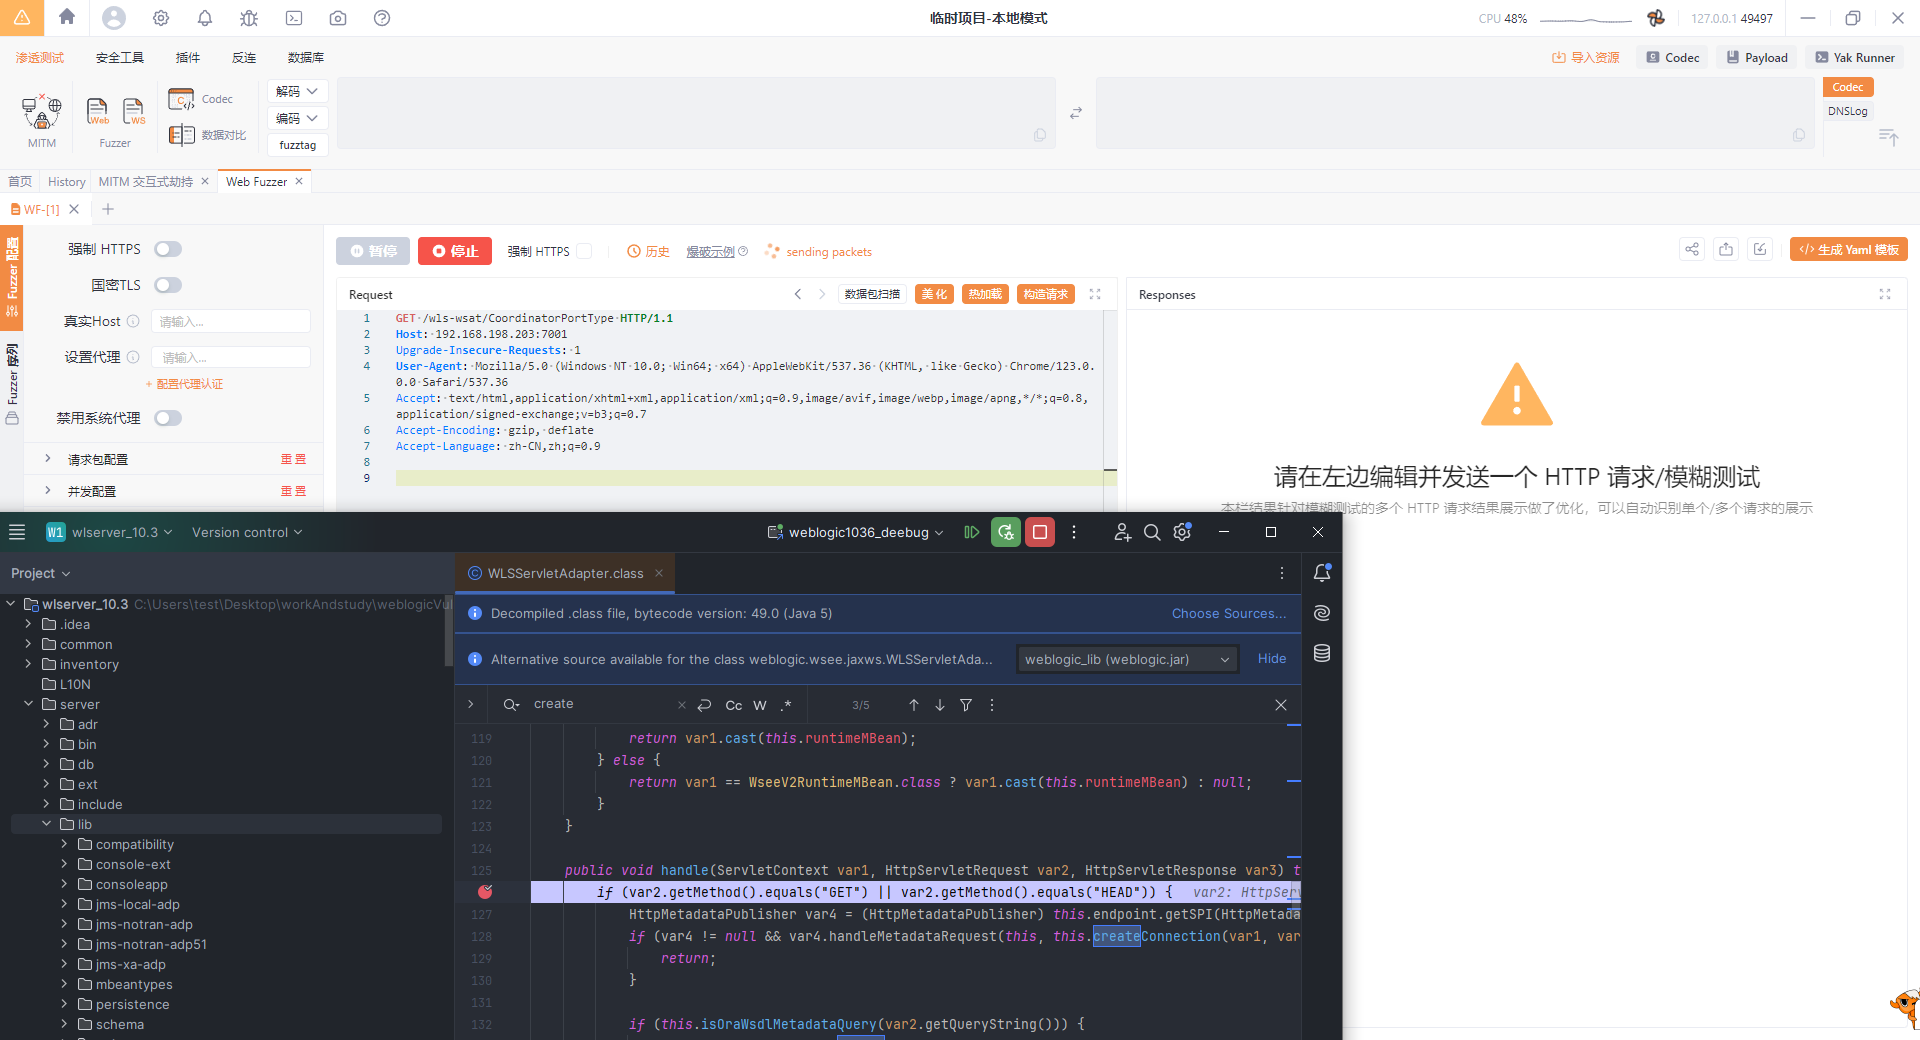 临时项目-本地模式
CPU 48%
127.0.0.1 49497
渗透测试 安全工具 插件 反连 数据库
导入资源 Codec Payload Yak Runner
MITM
Web
WS
Fuzzer
Codec
数据对比
解码
编码
fuzztag
Codec
DNSLog
首页 History MITM 交互式劫持 Web Fuzzer
WF-[1]
Fuzzer 配置
Fuzzer 序列
强制 HTTPS
国密TLS
真实Host 请输入...
设置代理 请输入...
+ 配置代理认证
禁用系统代理
请求包配置 重置
并发配置 重置
暂停 停止 强制 HTTPS 历史 爆破示例 sending packets
</> 生成 Yaml 模板
Request 数据包扫描 美化 热加载 构造请求
1 GET /wls-wsat/CoordinatorPortType HTTP/1.1
2 Host: 192.168.198.203:7001
3 Upgrade-Insecure-Requests: 1
4 User-Agent: Mozilla/5.0 (Windows NT 10.0; Win64; x64) AppleWebKit/537.36 (KHTML, like Gecko) Chrome/123.0.
0.0 Safari/537.36
5 Accept: text/html,application/xhtml+xml,application/xml;q=0.9,image/avif,image/webp,image/apng,*/*;q=0.8,
application/signed-exchange;v=b3;q=0.7
6 Accept-Encoding: gzip, deflate
7 Accept-Language: zh-CN,zh;q=0.9
8
9
Responses
请在左边编辑并发送一个 HTTP 请求/模糊测试
本栏结果针对模糊测试的多个 HTTP 请求结果展示做了优化，可以自动识别单个/多个请求的展示
W1 wlserver_10.3 Version control
weblogic1036_deebug
Project
wlserver_10.3 C:\Users\test\Desktop\workAndstudy\weblogicVul
.idea
common
inventory
L10N
server
adr
bin
db
ext
include
lib
compatibility
console-ext
consoleapp
jms-local-adp
jms-notran-adp
jms-notran-adp51
jms-xa-adp
mbeantypes
persistence
schema
WLSServletAdapter.class
Decompiled .class file, bytecode version: 49.0 (Java 5) Choose Sources...
Alternative source available for the class weblogic.wsee.jaxws.WLSServletAda... weblogic_lib (weblogic.jar) Hide
create Cc W .* 3/5
119 return var1.cast(this.runtimeMBean);
120 } else {
121 return var1 == WseeV2RuntimeMBean.class ? var1.cast(this.runtimeMBean) : null;
122 }
123 }
124
125 public void handle(ServletContext var1, HttpServletRequest var2, HttpServletResponse var3) t
if (var2.getMethod().equals("GET") || var2.getMethod().equals("HEAD")) { var2: HttpServ
127 HttpMetadataPublisher var4 = (HttpMetadataPublisher) this.endpoint.getSPI(HttpMetada
128 if (var4 != null && var4.handleMetadataRequest(this, this.createConnection(var1, var
129 return;
130 }
131
132 if (this.isOraWsdlMetadataQuery(var2.getQueryString())) {